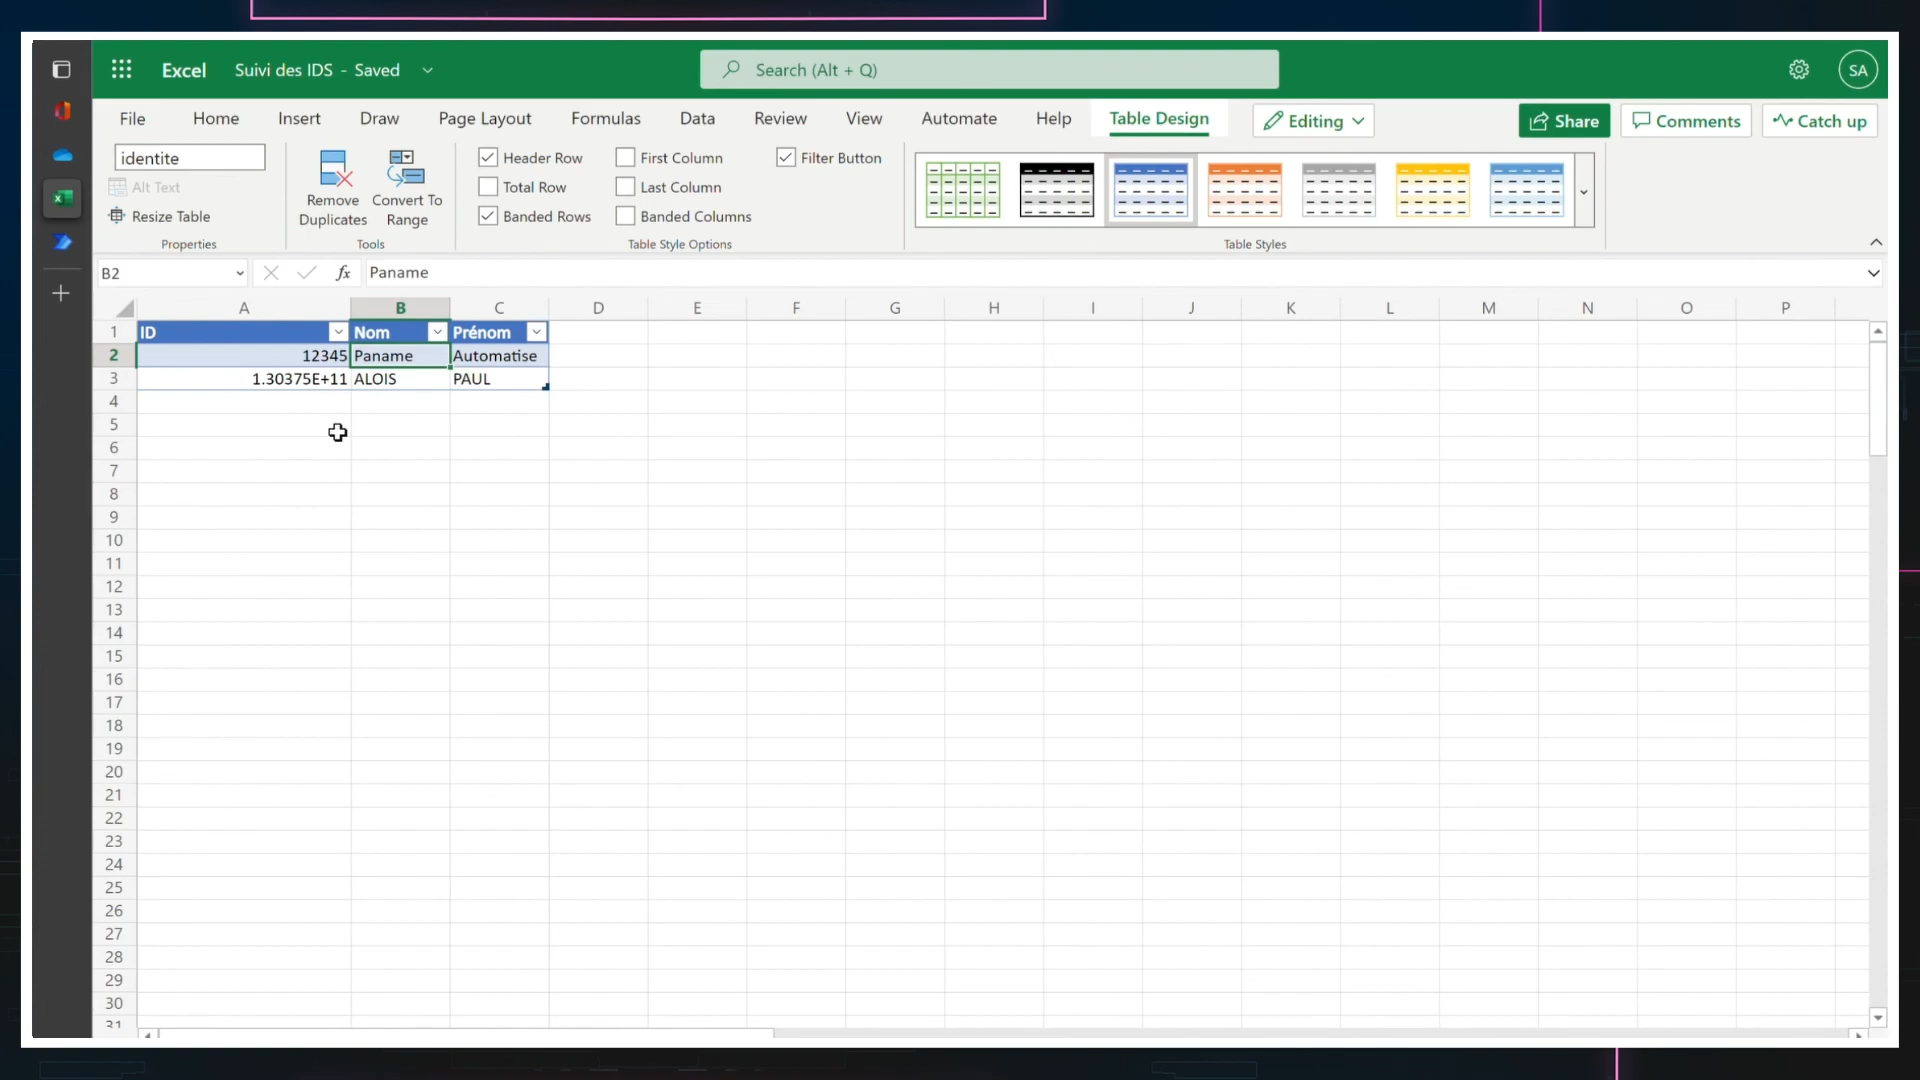 Excel Suivi des IDS - Saved Search (Alt + Q) SA
File Home Insert Draw Page Layout Formulas Data Review View Automate Help Table Design Editing Share Comments Catch up
identite
Alt Text
Resize Table
Properties
Remove Duplicates
Convert To Range
Tools
Header Row First Column Filter Button
Total Row Last Column
Banded Rows Banded Columns
Table Style Options
Table Styles
B2 fx Paname
A B C D E F G H I J K L M N O P
1 ID Nom Prénom
2 12345 Paname Automatise
3 1.30375E+11 ALOIS PAUL
4
5
6
7
8
9
10
11
12
13
14
15
16
17
18
19
20
21
22
23
24
25
26
27
28
29
30
31